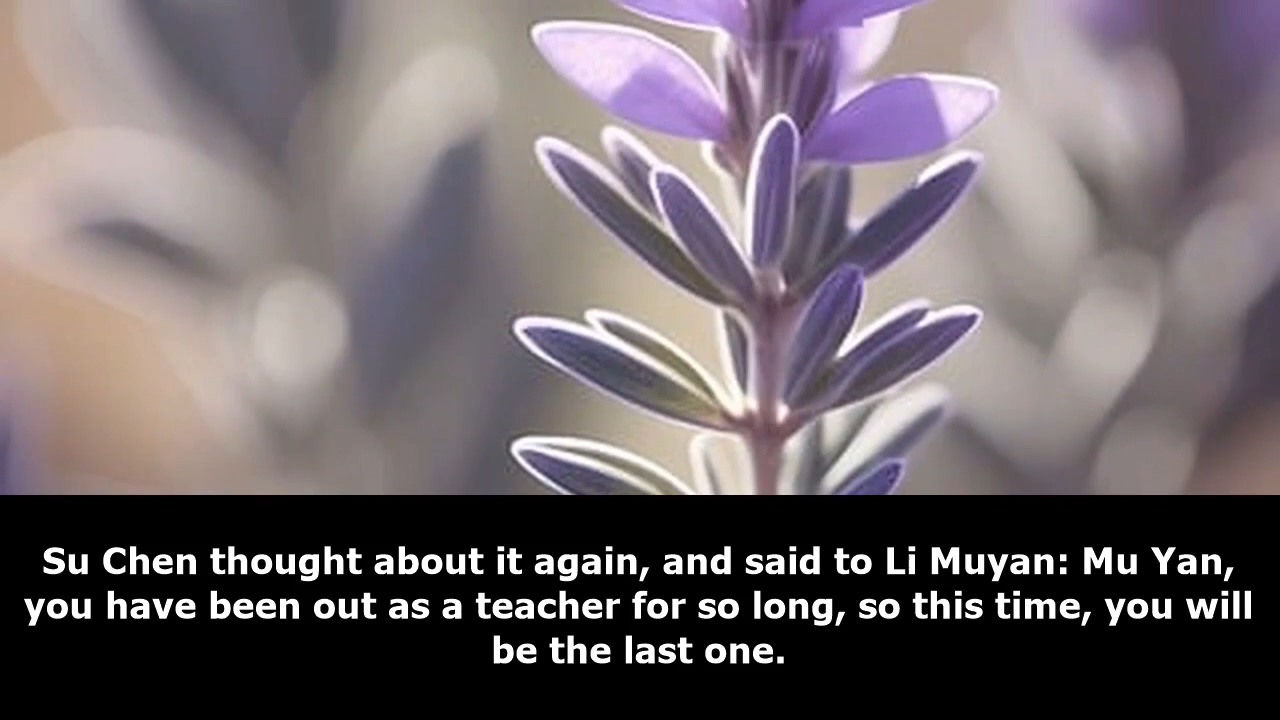 Su Chen thought about it again, and said to Li Muyan: Mu Yan,
you have been out as a teacher for so long, so this time, you will
be the last one.